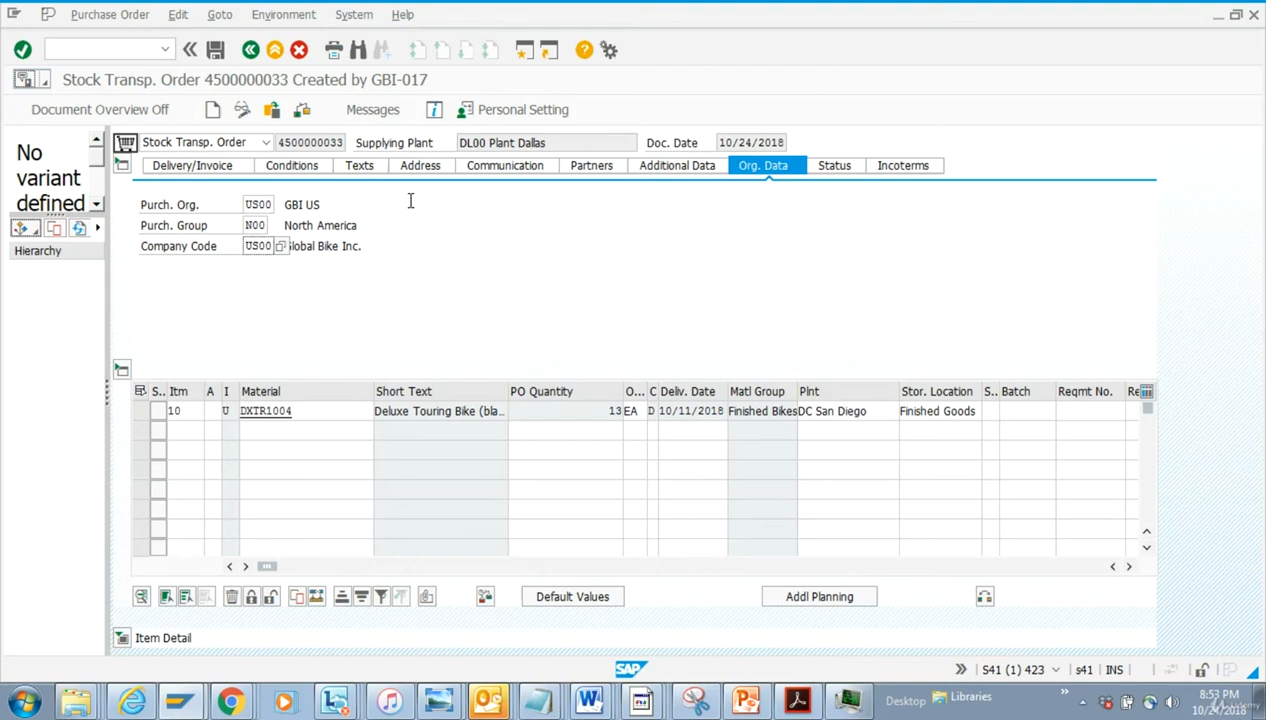 Purchase Order Edit Goto Environment System Help
Stock Transp. Order 4500000033 Created by GBI-017
Document Overview Off Messages Personal Setting
No variant defined
Hierarchy
Stock Transp. Order 4500000033 Supplying Plant DL00 Plant Dallas Doc. Date 10/24/2018
Delivery/Invoice Conditions Texts Address Communication Partners Additional Data Org. Data Status Incoterms
Purch. Org. US00 GBI US
Purch. Group N00 North America
Company Code US00 lobal Bike Inc.
S.. Itm A I Material Short Text PO Quantity O... C Deliv. Date Matl Group Plnt Stor. Location S.. Batch Reqmt No. Re
10 U DXTR1004 Deluxe Touring Bike (bla... 13 EA D 10/11/2018 Finished Bikes DC San Diego Finished Goods
Default Values Addl Planning
Item Detail
SAP S41 (1) 423 s41 INS
Desktop Libraries » 8:53 PM
10/24/2018
Udemy